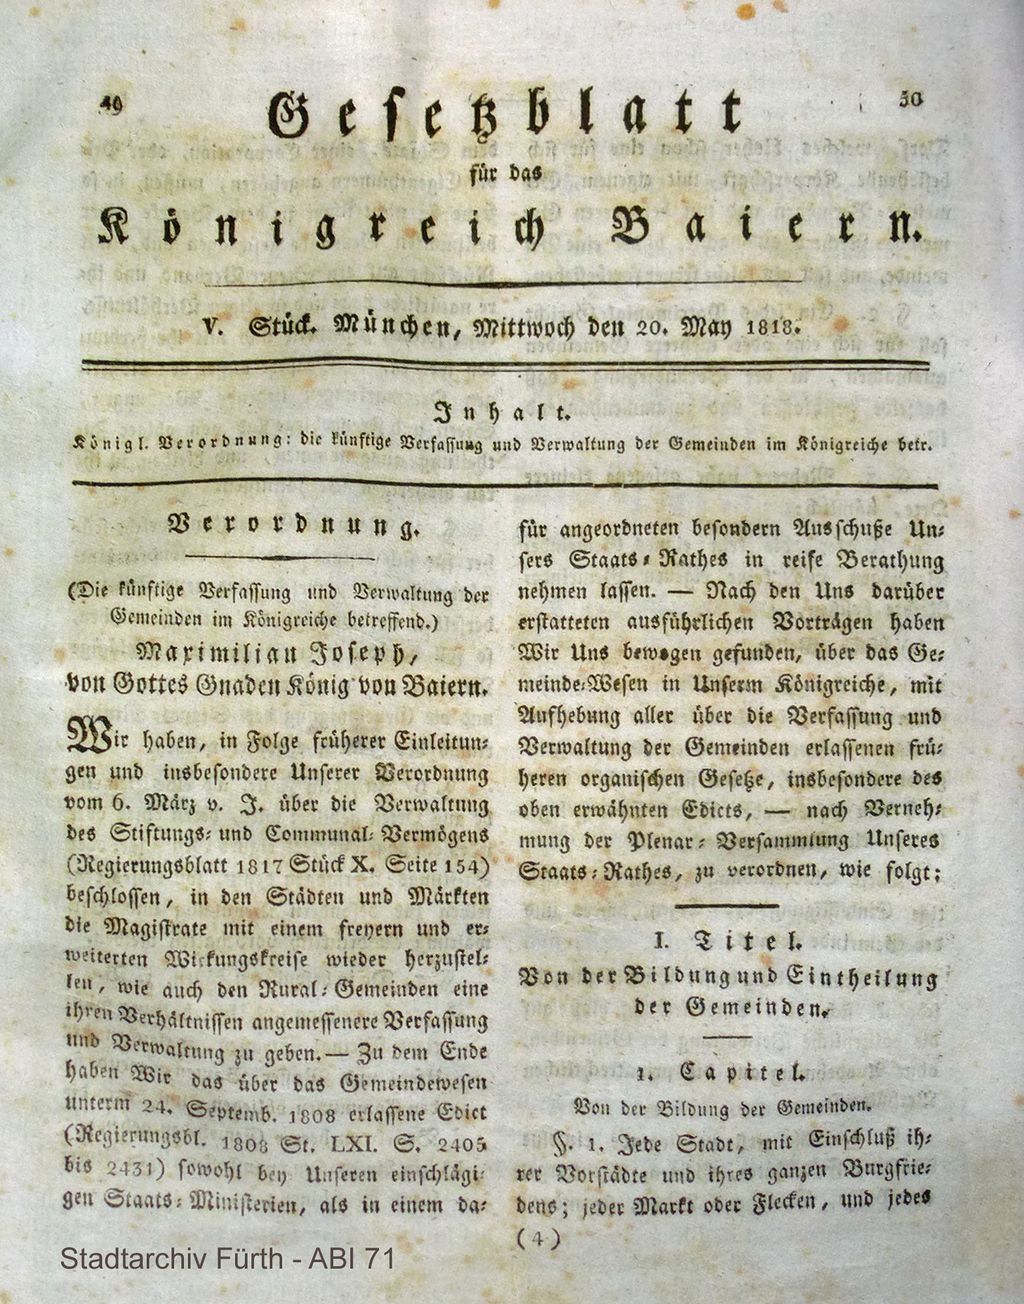 49
50
Gesetzblatt
für das
Königreich Baiern.
V. Stück. München, Mittwoch den 20. May 1818.
Inhalt.
Königl. Verordnung: die künftige Verfassung und Verwaltung der Gemeinden im Königreiche betr.
Verordnung.
(Die künftige Verfassung und Verwaltung der
Gemeinden im Königreiche betreffend.)
Maximilian Joseph,
von Gottes Gnaden König von Baiern.
Wir haben, in Folge früherer Einleitun-
gen und insbesondere Unserer Verordnung
vom 6. März v. J. über die Verwaltung
des Stiftungs- und Communal-Vermögens
(Regierungsblatt 1817 Stück X. Seite 154)
beschlossen, in den Städten und Märkten
die Magistrate mit einem freyern und er-
weiterten Wirkungskreise wieder herzustel-
len, wie auch den Rural-Gemeinden eine
ihren Verhältnissen angemessenere Verfassung
und Verwaltung zu geben. — Zu dem Ende
haben Wir das über das Gemeindewesen
unterm 24. Septemb. 1808 erlassene Edict
(Regierungsbl. 1808 St. LXI. S. 2405
bis 2431) sowohl bey Unseren einschlägi-
gen Staats-Ministerien, als in einem da-
für angeordneten besondern Ausschuße Un-
sers Staats-Rathes in reife Berathung
nehmen lassen. — Nach den Uns darüber
erstatteten ausführlichen Vorträgen haben
Wir Uns bewogen gefunden, über das Ge-
meinde-Wesen in Unserm Königreiche, mit
Aufhebung aller über die Verfassung und
Verwaltung der Gemeinden erlassenen frü-
heren organischen Gesetze, insbesondere des
oben erwähnten Edicts, — nach Verneh-
mung der Plenar-Versammlung Unseres
Staats-Rathes, zu verordnen, wie folgt:
I. Titel.
Von der Bildung und Eintheilung
der Gemeinden.
1. Capitel.
Von der Bildung der Gemeinden.
§. 1. Jede Stadt, mit Einschluß ih-
rer Vorstädte und ihres ganzen Burgfrie-
dens; jeder Markt oder Flecken, und jedes
(4)
Stadtarchiv Fürth - ABI 71